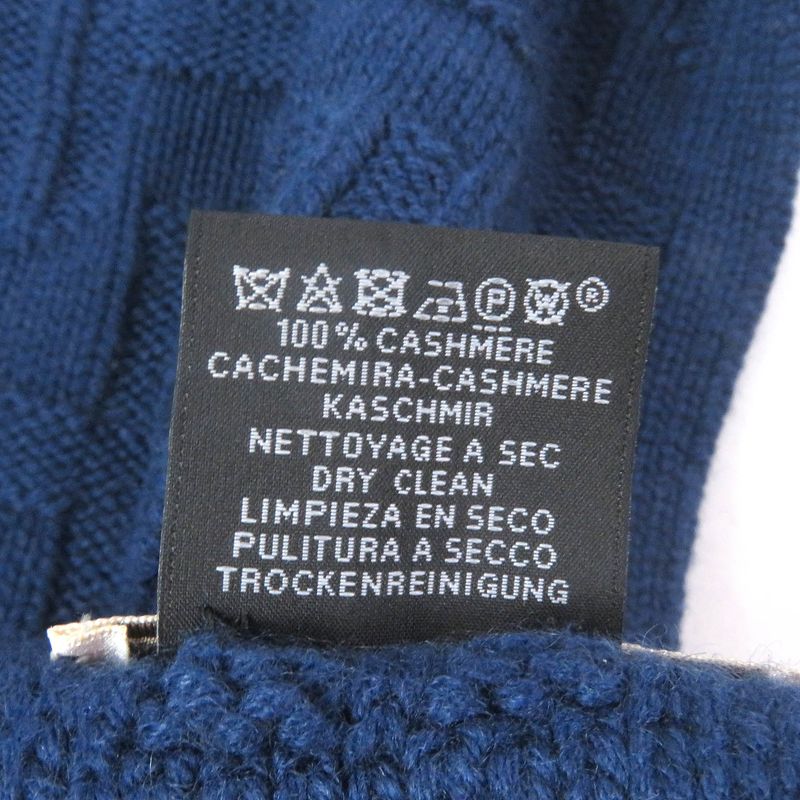 P W ®
100% CASHMERE
CACHEMIRA-CASHMERE
KASCHMIR
NETTOYAGE A SEC
DRY CLEAN
LIMPIEZA EN SECO
PULITURA A SECCO
TROCKENREINIGUNG